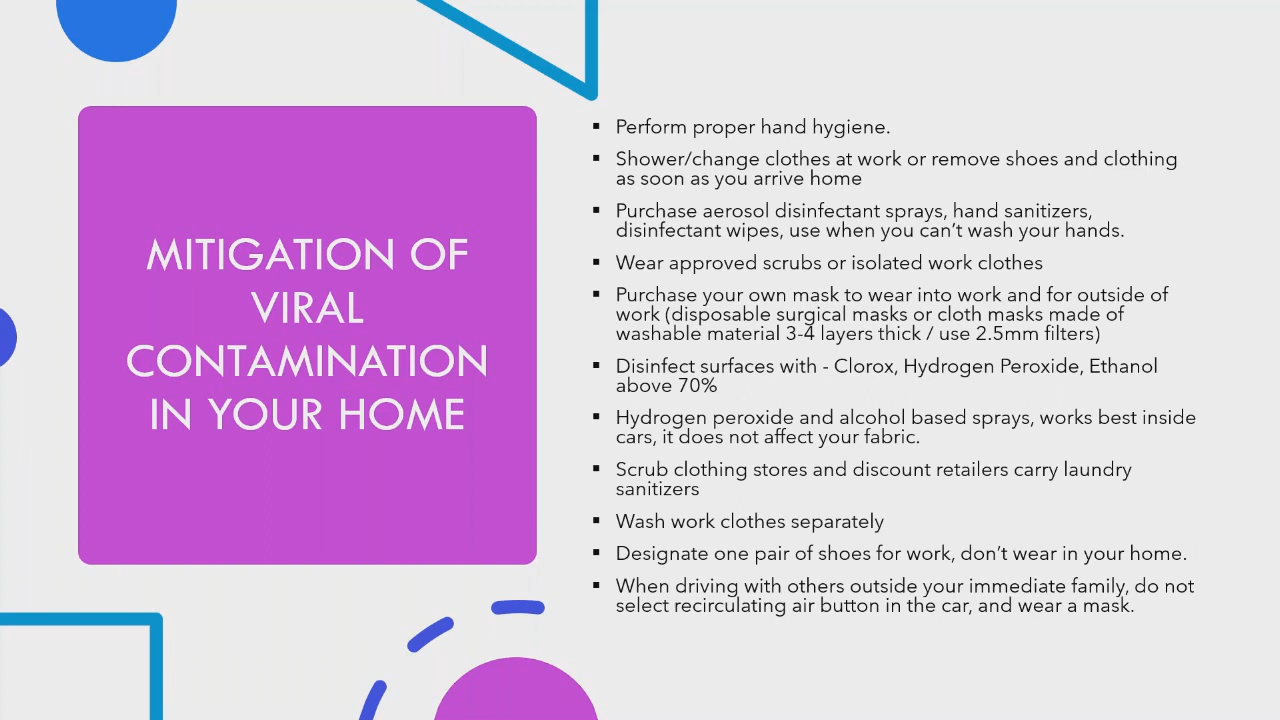 MITIGATION OF
VIRAL
CONTAMINATION
IN YOUR HOME
▪ Perform proper hand hygiene.
▪ Shower/change clothes at work or remove shoes and clothing
as soon as you arrive home
▪ Purchase aerosol disinfectant sprays, hand sanitizers,
disinfectant wipes, use when you can't wash your hands.
▪ Wear approved scrubs or isolated work clothes
▪ Purchase your own mask to wear into work and for outside of
work (disposable surgical masks or cloth masks made of
washable material 3-4 layers thick / use 2.5mm filters)
▪ Disinfect surfaces with - Clorox, Hydrogen Peroxide, Ethanol
above 70%
▪ Hydrogen peroxide and alcohol based sprays, works best inside
cars, it does not affect your fabric.
▪ Scrub clothing stores and discount retailers carry laundry
sanitizers
▪ Wash work clothes separately
▪ Designate one pair of shoes for work, don't wear in your home.
▪ When driving with others outside your immediate family, do not
select recirculating air button in the car, and wear a mask.